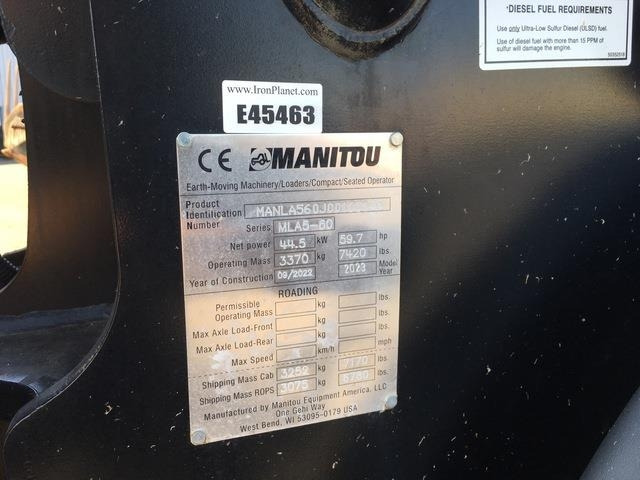 *DIESEL FUEL REQUIREMENTS
Use only Ultra-Low Sulfur Diesel (ULSD) fuel.
Use of diesel fuel with more than 15 PPM of
sulfur will damage the engine.
50352518
www.IronPlanet.com
E45463
CE MANITOU
Earth-Moving Machinery/Loaders/Compact/Seated Operator
Product
Identification
Number
Series MLA5-60
Net power 44.5 kW 59.7 hp
Operating Mass 3370 kg 7420 lbs.
Year of Construction 09/2022 2023 Model Year
ROADING
Permissible
Operating Mass kg lbs.
Max Axle Load-Front kg lbs.
Max Axle Load-Rear kg lbs.
Max Speed km/h mph
Shipping Mass Cab 3252 kg 7170 lbs.
Shipping Mass ROPS 3075 kg 6780 lbs.
Manufactured by Manitou Equipment America, LLC
One Gehl Way
West Bend, WI 53095-0179 USA